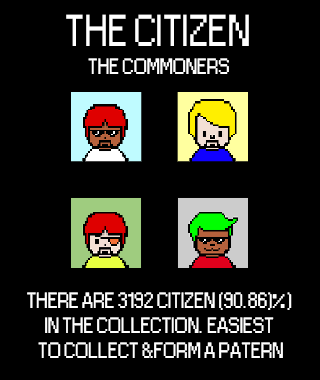 THE CITIZEN
THE COMMONERS
THERE ARE 3192 CITIZEN (90.86)%)
IN THE COLLECTION. EASIEST
TO COLLECT &FORM A PATERN